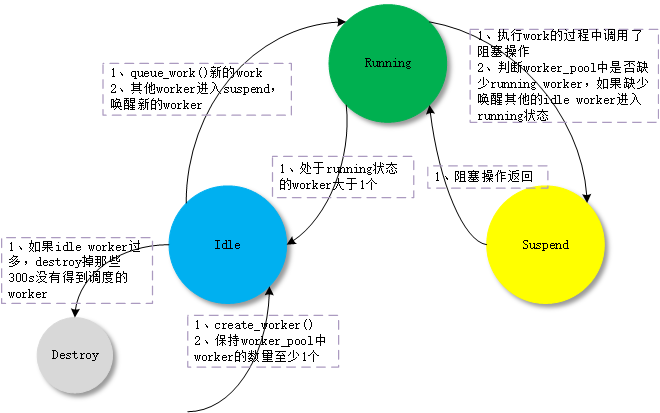 Running
1、执行work的过程中调用了
阻塞操作
2、判断worker_pool中是否缺
少running worker，如果缺少
唤醒其他的idle worker进入
running状态
1、queue_work()新的work
2、其他worker进入suspend，
唤醒新的worker
1、处于running状态
的worker大于1个
1、阻塞操作返回
Idle
Suspend
1、如果idle worker过
多，destroy掉那些
300s没有得到调度的
worker
1、create_worker()
2、保持worker_pool中
worker的数量至少1个
Destroy